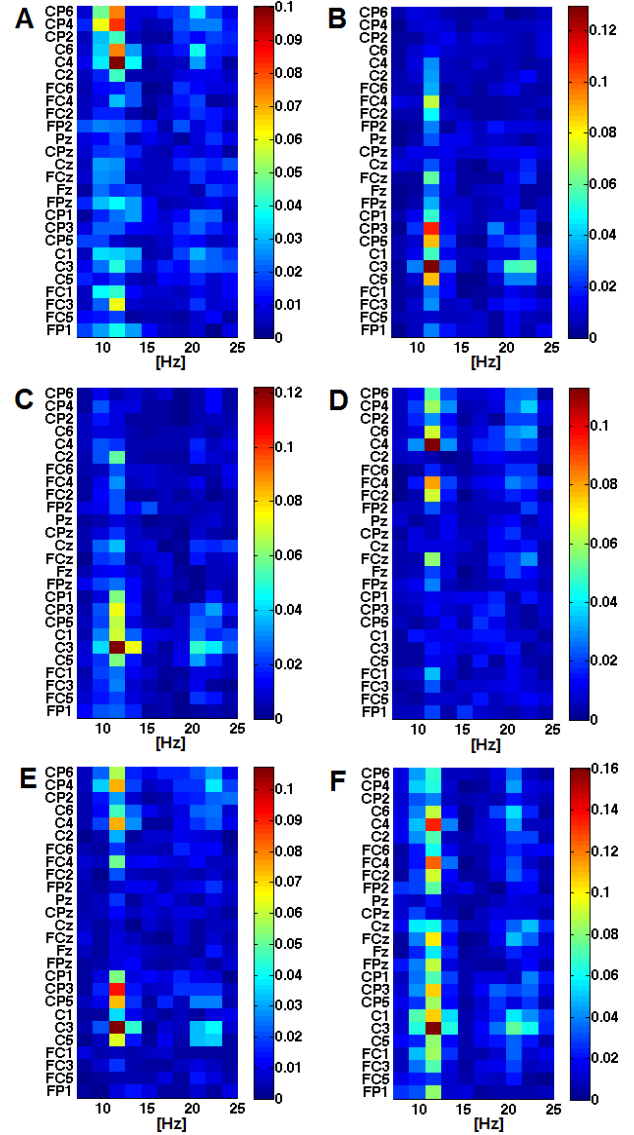 A
CP6
CP4
CP2
C6
C4
C2
FC6
FC4
FC2
FP2
Pz
CPz
Cz
FCz
Fz
FPz
CP1
CP3
CP5
C1
C3
C5
FC1
FC3
FC5
FP1
10 15 20 25
[Hz]
0.1
0.09
0.08
0.07
0.06
0.05
0.04
0.03
0.02
0.01
0
B
CP6
CP4
CP2
C6
C4
C2
FC6
FC4
FC2
FP2
Pz
CPz
Cz
FCz
Fz
FPz
CP1
CP3
CP5
C1
C3
C5
FC1
FC3
FC5
FP1
10 15 20 25
[Hz]
0.12
0.1
0.08
0.06
0.04
0.02
0
C
CP6
CP4
CP2
C6
C4
C2
FC6
FC4
FC2
FP2
Pz
CPz
Cz
FCz
Fz
FPz
CP1
CP3
CP5
C1
C3
C5
FC1
FC3
FC5
FP1
10 15 20 25
[Hz]
0.12
0.1
0.08
0.06
0.04
0.02
0
D
CP6
CP4
CP2
C6
C4
C2
FC6
FC4
FC2
FP2
Pz
CPz
Cz
FCz
Fz
FPz
CP1
CP3
CP5
C1
C3
C5
FC1
FC3
FC5
FP1
10 15 20 25
[Hz]
0.1
0.08
0.06
0.04
0.02
0
E
CP6
CP4
CP2
C6
C4
C2
FC6
FC4
FC2
FP2
Pz
CPz
Cz
FCz
Fz
FPz
CP1
CP3
CP5
C1
C3
C5
FC1
FC3
FC5
FP1
10 15 20 25
[Hz]
0.1
0.09
0.08
0.07
0.06
0.05
0.04
0.03
0.02
0.01
0
F
CP6
CP4
CP2
C6
C4
C2
FC6
FC4
FC2
FP2
Pz
CPz
Cz
FCz
Fz
FPz
CP1
CP3
CP5
C1
C3
C5
FC1
FC3
FC5
FP1
10 15 20 25
[Hz]
0.16
0.14
0.12
0.1
0.08
0.06
0.04
0.02
0